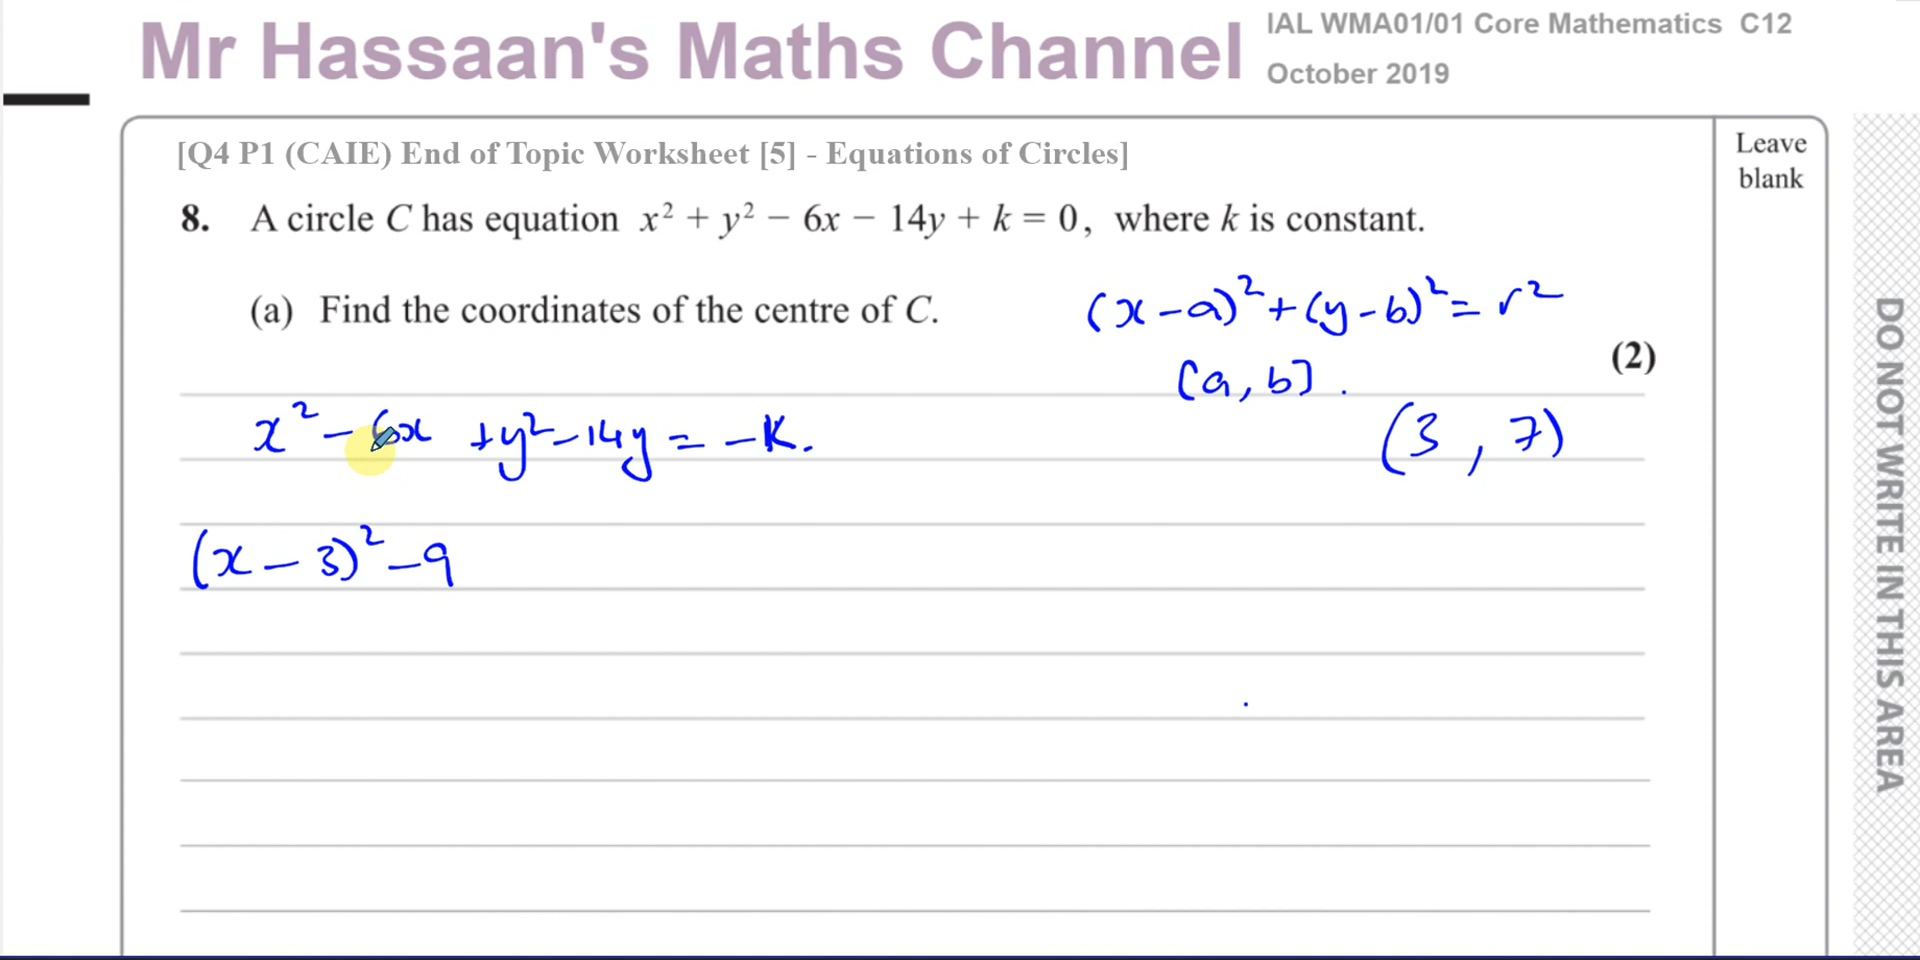 Mr Hassaan's Maths Channel
IAL WMA01/01 Core Mathematics C12
October 2019
[Q4 P1 (CAIE) End of Topic Worksheet [5] - Equations of Circles]
Leave
blank
8. A circle C has equation x² + y² − 6x − 14y + k = 0, where k is constant.
(a) Find the coordinates of the centre of C.
(x-a)²+(y-b)²=r²
(2)
[a, b].
x²-6x +y²-14y = -k.
(3, 7)
(x-3)²-9
DO NOT WRITE IN THIS AREA